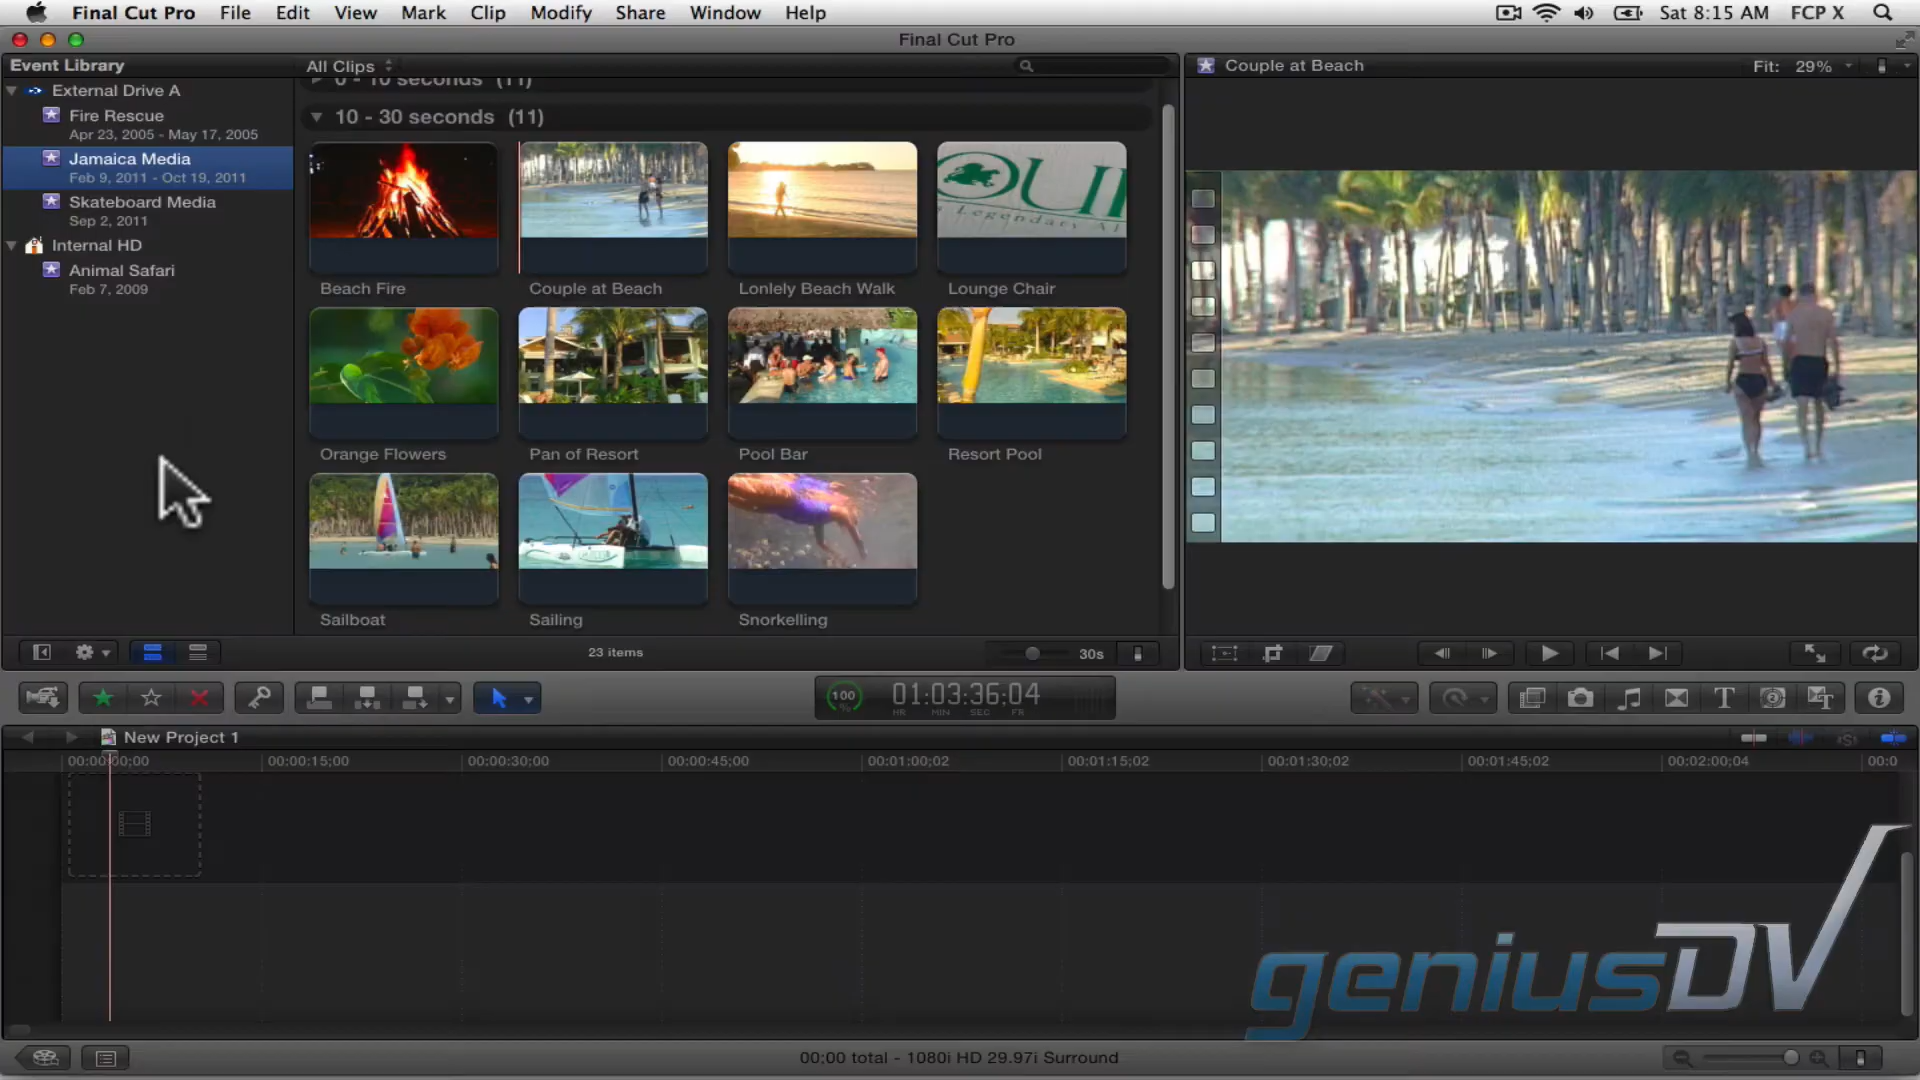 Final Cut Pro File Edit View Mark Clip Modify Share Window Help Sat 8:15 AM FCP X
Final Cut Pro
Event Library
All Clips
Couple at Beach
Fit: 29%
External Drive A
Fire Rescue
Apr 23, 2005 - May 17, 2005
Jamaica Media
Feb 9, 2011 - Oct 19, 2011
Skateboard Media
Sep 2, 2011
Internal HD
Animal Safari
Feb 7, 2009
0 - 10 seconds (11)
10 - 30 seconds (11)
Beach Fire
Couple at Beach
Lonlely Beach Walk
Lounge Chair
Orange Flowers
Pan of Resort
Pool Bar
Resort Pool
Sailboat
Sailing
Snorkelling
23 items
30s
100 %
01:03:36;04
HR MIN SEC FR
New Project 1
00:00:00;00 00:00:15;00 00:00:30;00 00:00:45;00 00:01:00;02 00:01:15;02 00:01:30;02 00:01:45;02 00:02:00;04 00:0
geniusDV
00;00 total - 1080i HD 29.97i Surround